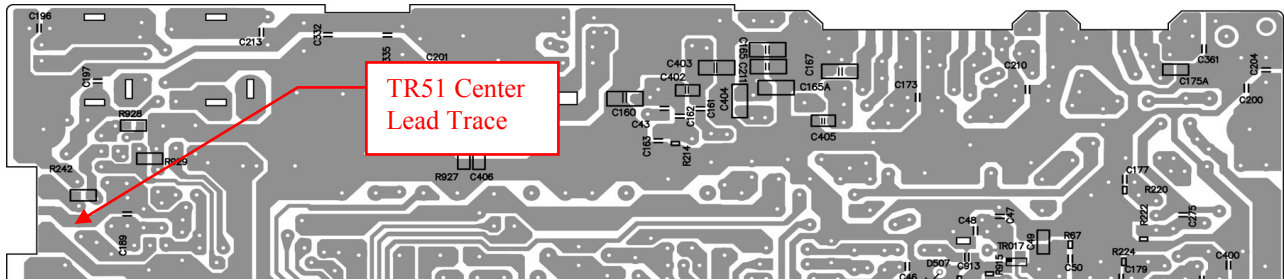 C196
C213
C332
335
C201
C403
C402
C165
C211
C167
C210
C361
C204
C175A
C200
C197
R928
TR51 Center
Lead Trace
C160
C43
C162
C161
C404
C165A
C173
C405
C163
R214
R929
R242
R927
C406
C177
R220
R222
C275
C189
C48
C47
C49
R67
TR017
D507
C913
R915
C50
R224
C179
C400
C46